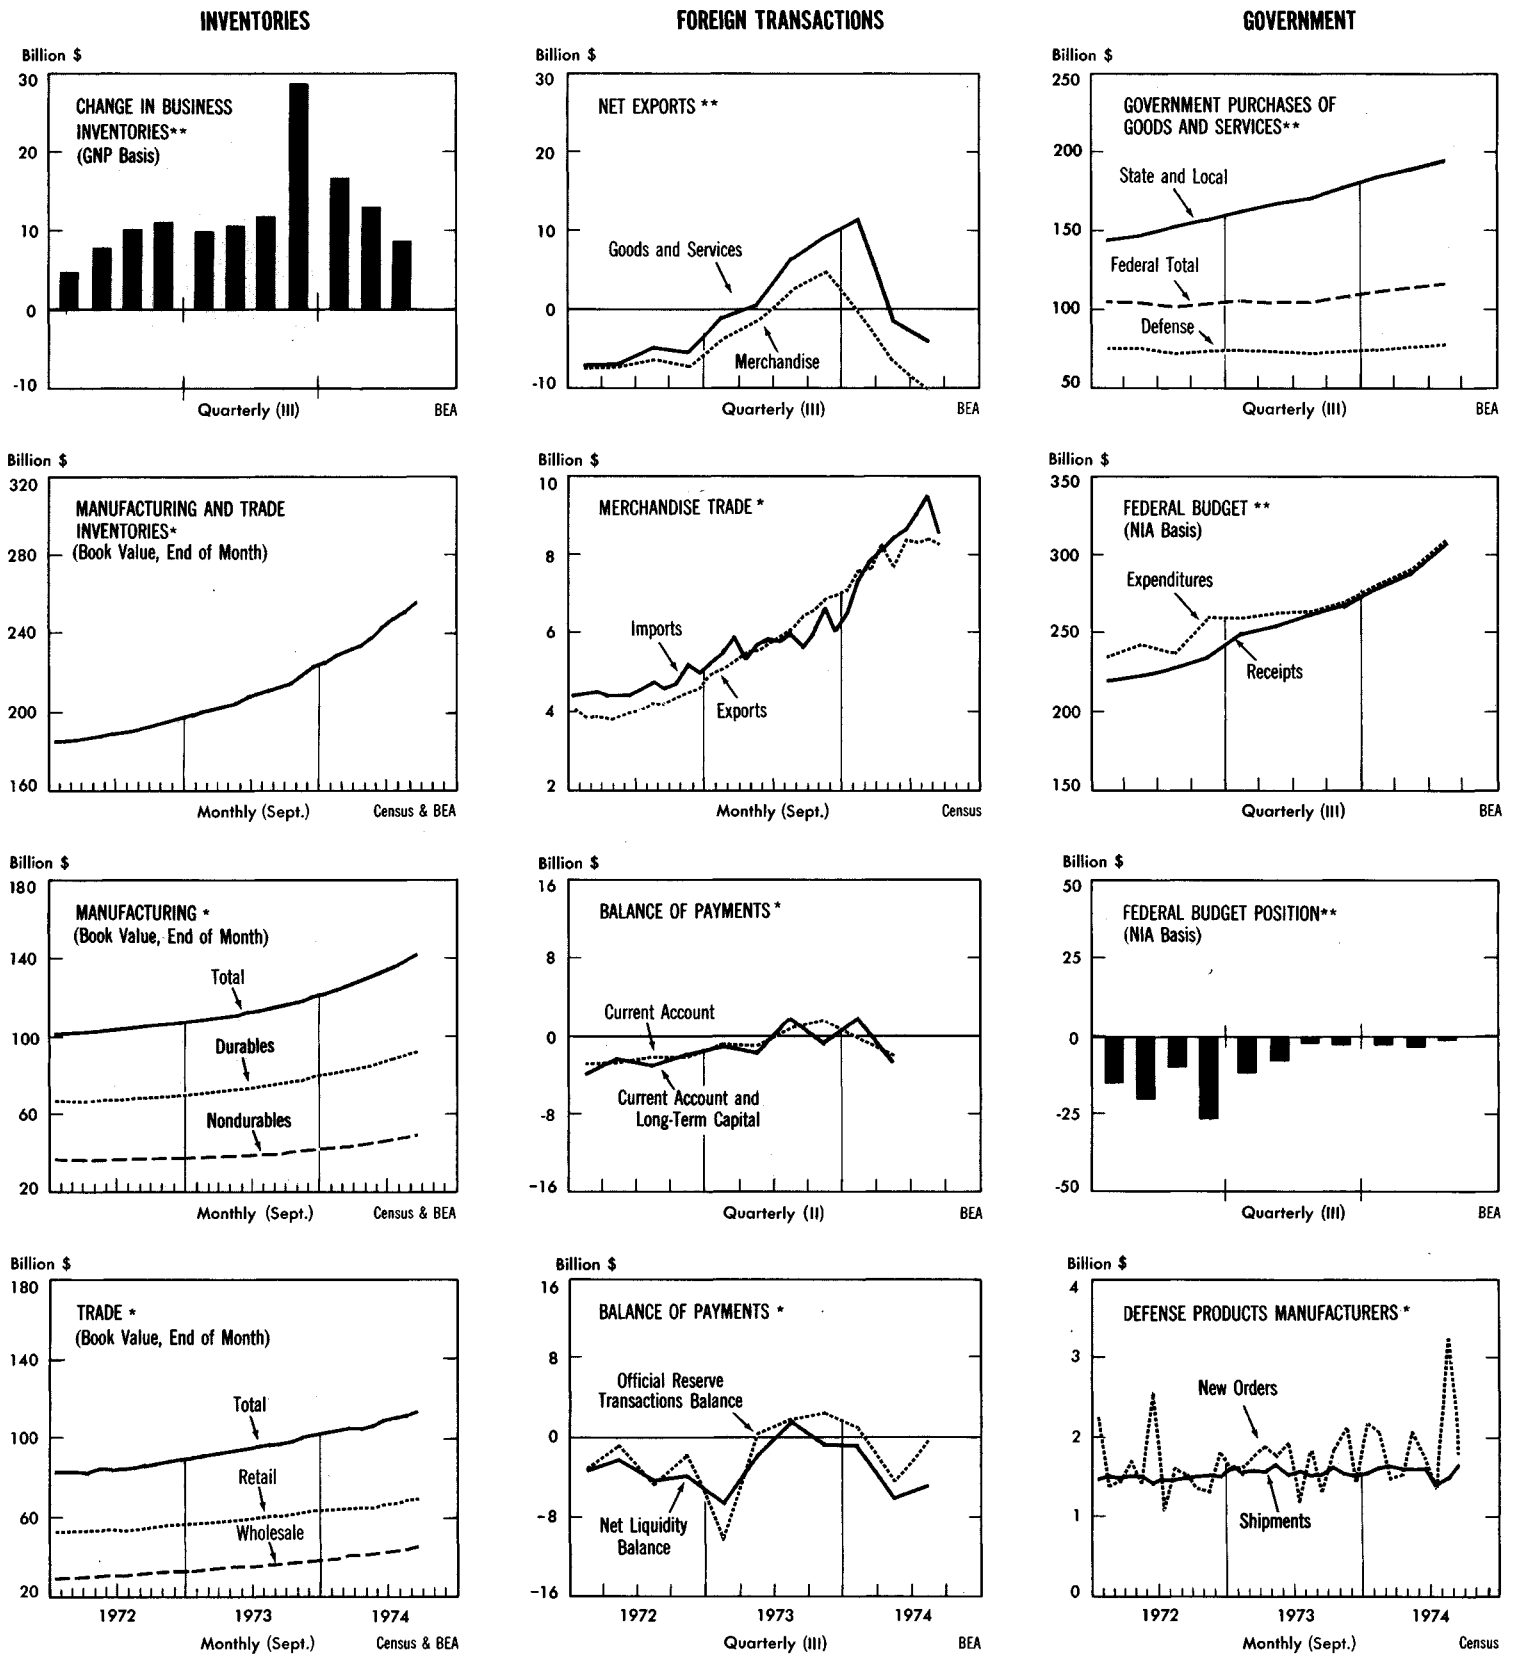 INVENTORIES
Billion $
30
20
10
0
-10
CHANGE IN BUSINESS
INVENTORIES**
(GNP Basis)
Quarterly (III)
BEA
Billion $
320
280
240
200
160
MANUFACTURING AND TRADE
INVENTORIES*
(Book Value, End of Month)
Monthly (Sept.)
Census & BEA
Billion $
180
140
100
60
20
MANUFACTURING *
(Book Value, End of Month)
Total
Durables
Nondurables
Monthly (Sept.)
Census & BEA
Billion $
180
140
100
60
20
TRADE *
(Book Value, End of Month)
Total
Retail
Wholesale
1972
1973
1974
Monthly (Sept.)
Census & BEA
FOREIGN TRANSACTIONS
Billion $
30
20
10
0
-10
NET EXPORTS **
Goods and Services
Merchandise
Quarterly (III)
BEA
Billion $
10
8
6
4
2
MERCHANDISE TRADE *
Imports
Exports
Monthly (Sept.)
Census
Billion $
16
8
0
-8
-16
BALANCE OF PAYMENTS *
Current Account
Current Account and
Long-Term Capital
Quarterly (II)
BEA
Billion $
16
8
0
-8
-16
BALANCE OF PAYMENTS *
Official Reserve
Transactions Balance
Net Liquidity
Balance
1972
1973
1974
Quarterly (III)
BEA
GOVERNMENT
Billion $
250
200
150
100
50
GOVERNMENT PURCHASES OF
GOODS AND SERVICES**
State and Local
Federal Total
Defense
Quarterly (III)
BEA
Billion $
350
300
250
200
150
FEDERAL BUDGET **
(NIA Basis)
Expenditures
Receipts
Quarterly (III)
BEA
Billion $
50
25
0
-25
-50
FEDERAL BUDGET POSITION**
(NIA Basis)
Quarterly (III)
BEA
Billion $
4
3
2
1
0
DEFENSE PRODUCTS MANUFACTURERS *
New Orders
Shipments
1972
1973
1974
Monthly (Sept.)
Census